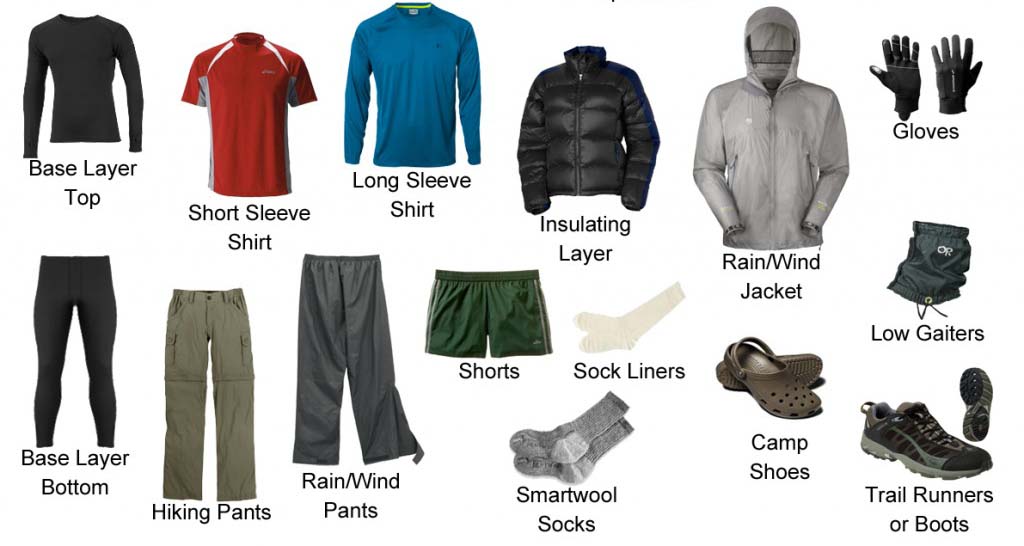 Base Layer
Top
Short Sleeve
Shirt
Long Sleeve
Shirt
Insulating
Layer
Rain/Wind
Jacket
Gloves
Low Gaiters
OR
Base Layer
Bottom
Hiking Pants
Rain/Wind
Pants
Shorts
Sock Liners
Smartwool
Socks
Camp
Shoes
Trail Runners
or Boots